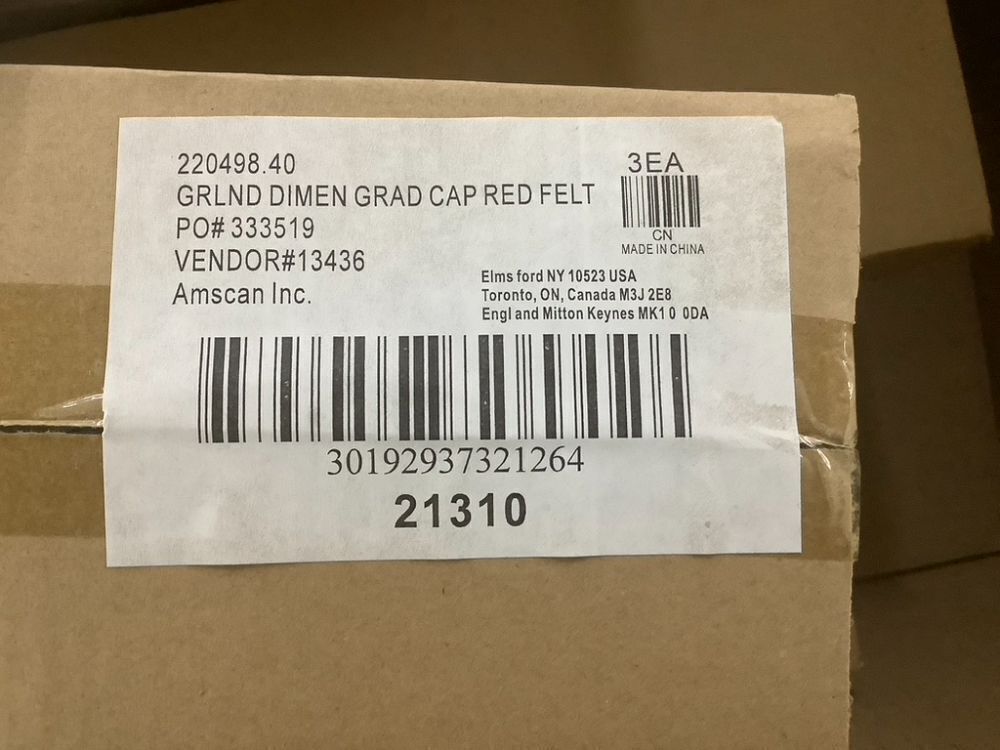 220498.40
GRLND DIMEN GRAD CAP RED FELT
PO# 333519
VENDOR#13436
Amscan Inc.
3EA
CN
MADE IN CHINA
Elms ford NY 10523 USA
Toronto, ON, Canada M3J 2E8
Engl and Mitton Keynes MK1 0 0DA
30192937321264
21310